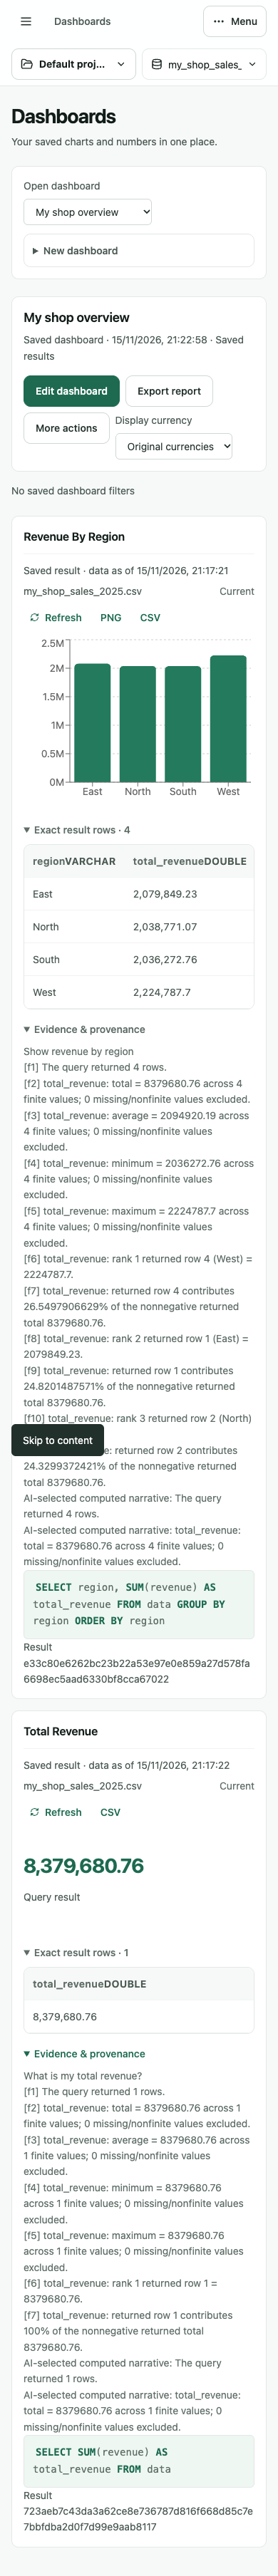 Dashboards
Menu
Default proj...
my_shop_sales_
Dashboards
Your saved charts and numbers in one place.
Open dashboard
My shop overview
New dashboard
My shop overview
Saved dashboard · 15/11/2026, 21:22:58 · Saved
results
Edit dashboard
Export report
More actions
Display currency
Original currencies
No saved dashboard filters
Revenue By Region
Saved result · data as of 15/11/2026, 21:17:21
my_shop_sales_2025.csv
Current
Refresh
PNG
CSV
2.5M
2M
1.5M
1M
0.5M
0M
East
North
South
West
Exact result rows · 4
regionVARCHAR
total_revenueDOUBLE
East
2,079,849.23
North
2,038,771.07
South
2,036,272.76
West
2,224,787.7
Evidence & provenance
Show revenue by region
[f1] The query returned 4 rows.
[f2] total_revenue: total = 8379680.76 across 4
finite values; 0 missing/nonfinite values excluded.
[f3] total_revenue: average = 2094920.19 across
4 finite values; 0 missing/nonfinite values
excluded.
[f4] total_revenue: minimum = 2036272.76 across
4 finite values; 0 missing/nonfinite values
excluded.
[f5] total_revenue: maximum = 2224787.7 across
4 finite values; 0 missing/nonfinite values
excluded.
[f6] total_revenue: rank 1 returned row 4 (West) =
2224787.7.
[f7] total_revenue: returned row 4 contributes
26.5497906629% of the nonnegative returned
total 8379680.76.
[f8] total_revenue: rank 2 returned row 1 (East) =
2079849.23.
[f9] total_revenue: returned row 1 contributes
24.8201487571% of the nonnegative returned
total 8379680.76.
[f10] total_revenue: rank 3 returned row 2 (North)
Skip to content
e: returned row 2 contributes
24.3299372421% of the nonnegative returned
total 8379680.76.
AI-selected computed narrative: The query
returned 4 rows.
AI-selected computed narrative: total_revenue:
total = 8379680.76 across 4 finite values; 0
missing/nonfinite values excluded.
SELECT region, SUM(revenue) AS
total_revenue FROM data GROUP BY
region ORDER BY region
Result
e33c80e6262bc23b22a53e97e0e859a27d578fa
6698ec5aad6330bf8cca67022
Total Revenue
Saved result · data as of 15/11/2026, 21:17:22
my_shop_sales_2025.csv
Current
Refresh
CSV
8,379,680.76
Query result
Exact result rows · 1
total_revenueDOUBLE
8,379,680.76
Evidence & provenance
What is my total revenue?
[f1] The query returned 1 rows.
[f2] total_revenue: total = 8379680.76 across 1
finite values; 0 missing/nonfinite values excluded.
[f3] total_revenue: average = 8379680.76 across
1 finite values; 0 missing/nonfinite values
excluded.
[f4] total_revenue: minimum = 8379680.76
across 1 finite values; 0 missing/nonfinite values
excluded.
[f5] total_revenue: maximum = 8379680.76
across 1 finite values; 0 missing/nonfinite values
excluded.
[f6] total_revenue: rank 1 returned row 1 =
8379680.76.
[f7] total_revenue: returned row 1 contributes
100% of the nonnegative returned total
8379680.76.
AI-selected computed narrative: The query
returned 1 rows.
AI-selected computed narrative: total_revenue:
total = 8379680.76 across 1 finite values; 0
missing/nonfinite values excluded.
SELECT SUM(revenue) AS
total_revenue FROM data
Result
723aeb7c43da3a62ce8e736787d816f668d85c7e
7bbfdba2d0f7d99e9aab8117